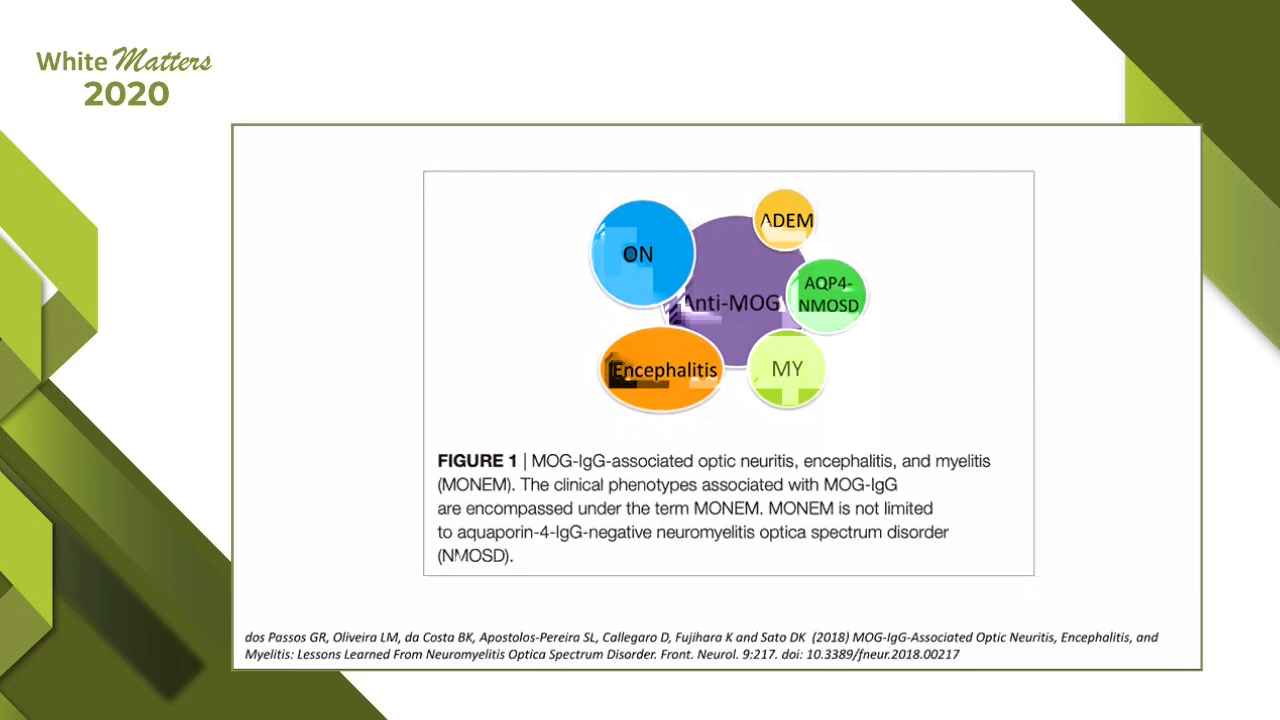 White Matters
2020
ADEM
ON
AQP4-
NMOSD
Anti-MOG
Encephalitis
MY
FIGURE 1 | MOG-IgG-associated optic neuritis, encephalitis, and myelitis
(MONEM). The clinical phenotypes associated with MOG-IgG
are encompassed under the term MONEM. MONEM is not limited
to aquaporin-4-IgG-negative neuromyelitis optica spectrum disorder
(NMOSD).
dos Passos GR, Oliveira LM, da Costa BK, Apostolos-Pereira SL, Callegaro D, Fujihara K and Sato DK (2018) MOG-IgG-Associated Optic Neuritis, Encephalitis, and
Myelitis: Lessons Learned From Neuromyelitis Optica Spectrum Disorder. Front. Neurol. 9:217. doi: 10.3389/fneur.2018.00217